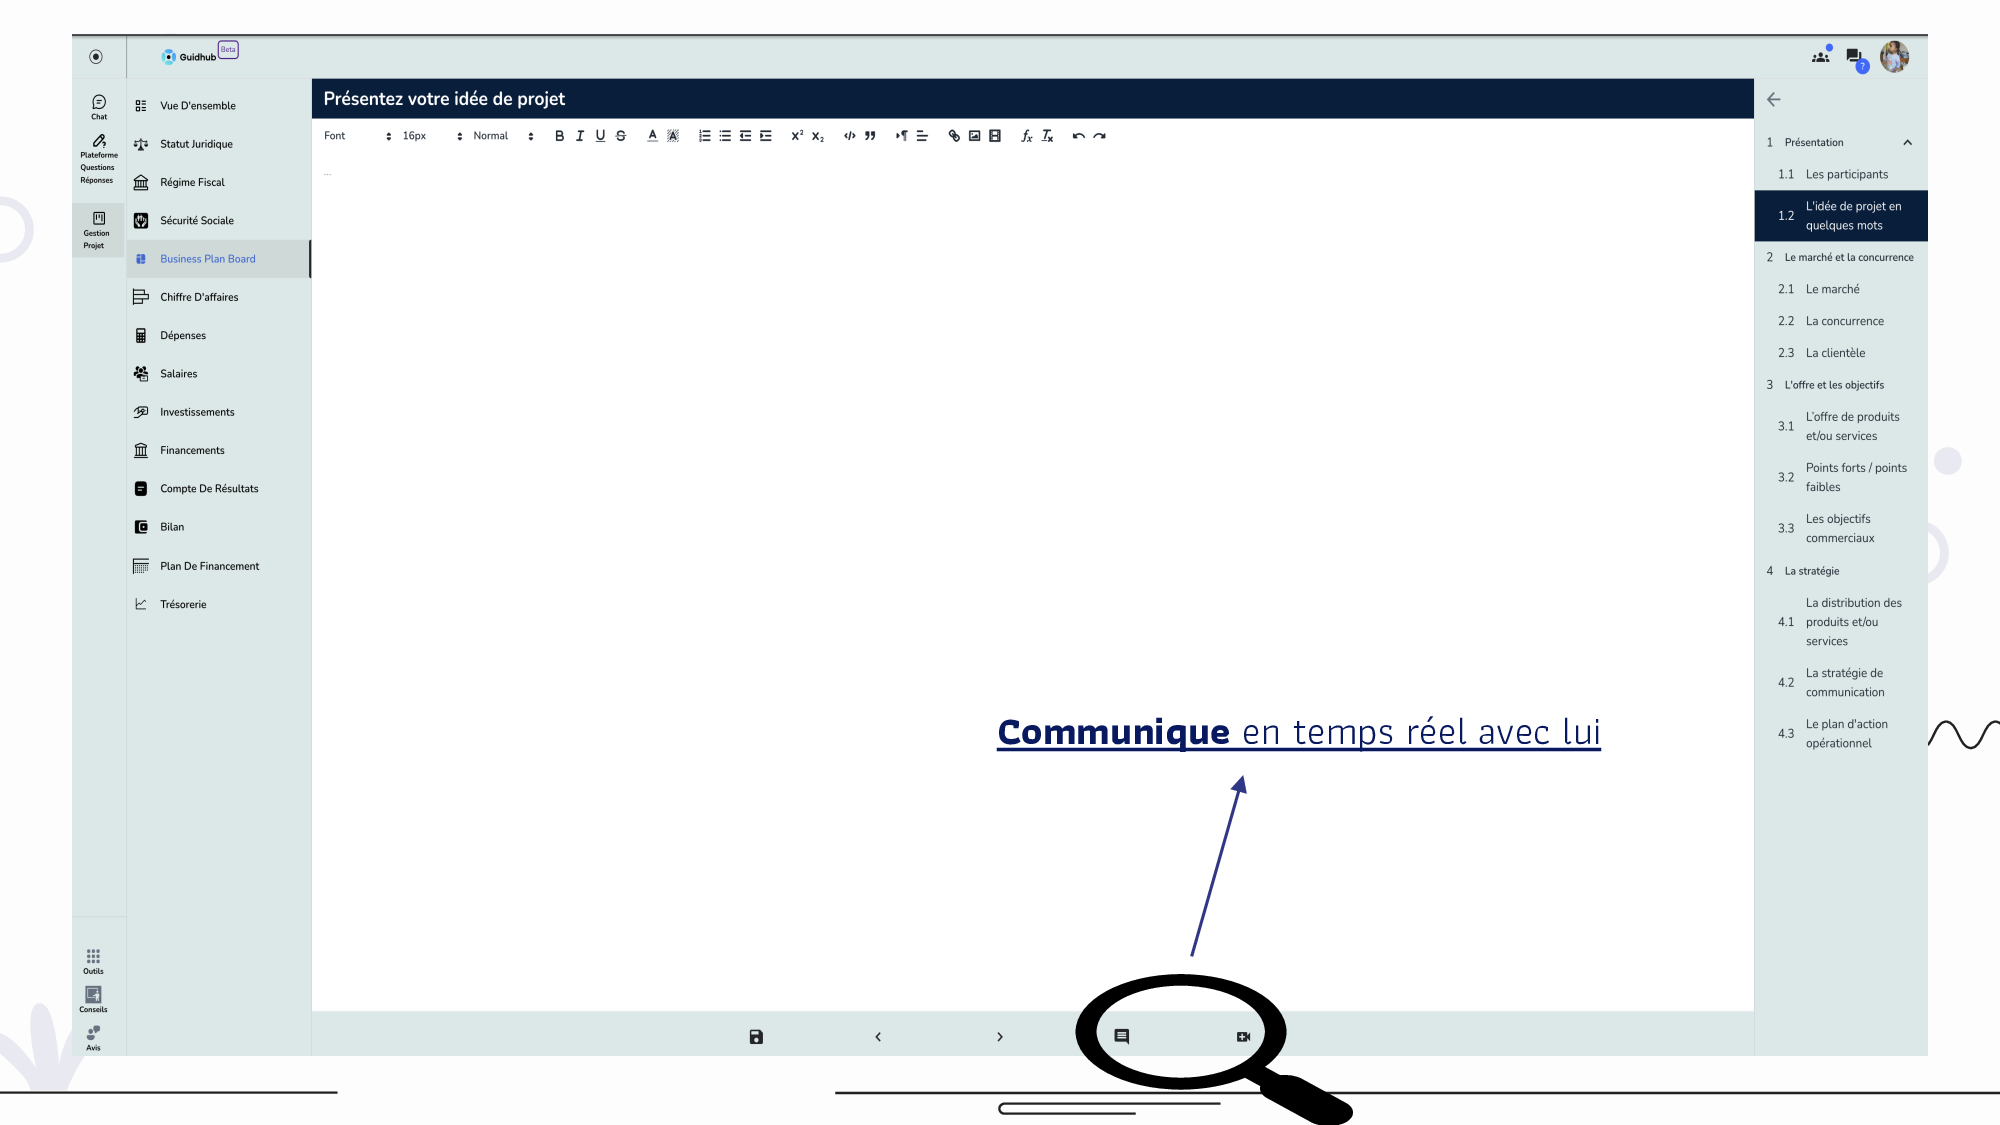 Guidhub
Beta
?
Chat
Plateforme
Questions
Réponses
Gestion
Projet
Outils
Conseils
Avis
Vue D'ensemble
Statut Juridique
Régime Fiscal
Sécurité Sociale
Business Plan Board
Chiffre D'affaires
Dépenses
Salaires
Investissements
Financements
Compte De Résultats
Bilan
Plan De Financement
Trésorerie
Présentez votre idée de projet
Font 16px Normal
...
Communique en temps réel avec lui
1 Présentation
1.1 Les participants
1.2 L'idée de projet en
quelques mots
2 Le marché et la concurrence
2.1 Le marché
2.2 La concurrence
2.3 La clientèle
3 L'offre et les objectifs
3.1 L'offre de produits
et/ou services
3.2 Points forts / points
faibles
3.3 Les objectifs
commerciaux
4 La stratégie
4.1 La distribution des
produits et/ou
services
4.2 La stratégie de
communication
4.3 Le plan d'action
opérationnel